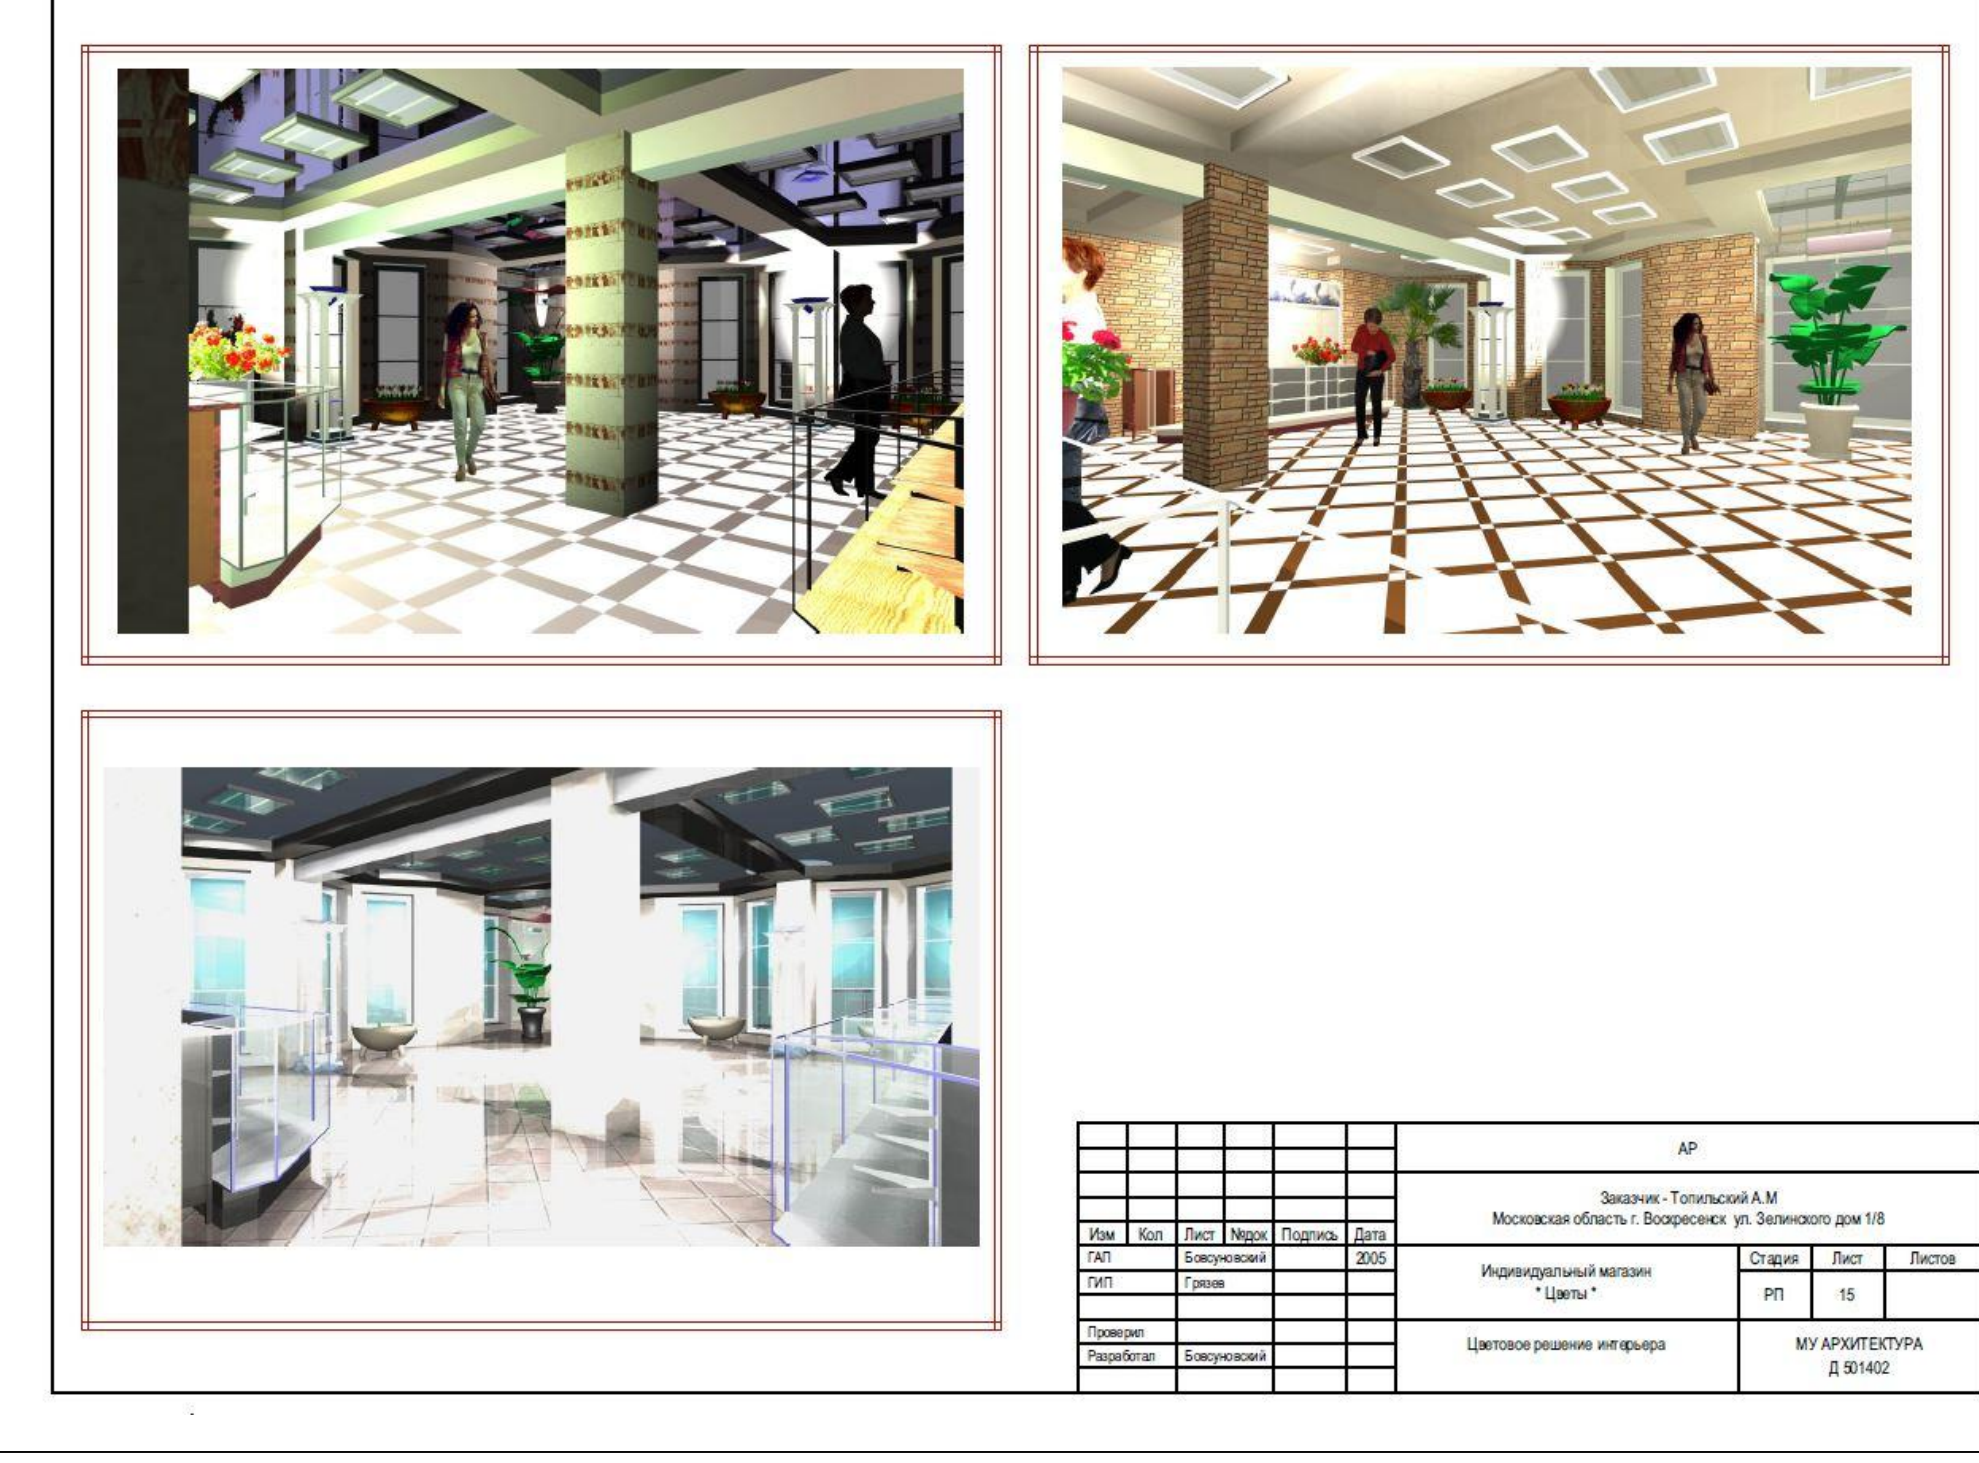 АР
Заказчик - Топильский А.М
Московская область г. Воскресенск ул. Зелинского дом 1/8
Изм Кол Лист №док Подпись Дата
ГАП Бовсуновский 2005
ГИП Грязев
Индивидуальный магазин
" Цветы "
Стадия Лист Листов
РП 15
Проверил
Разработал Бовсуновский
Цветовое решение интерьера
МУ АРХИТЕКТУРА
Д 501402